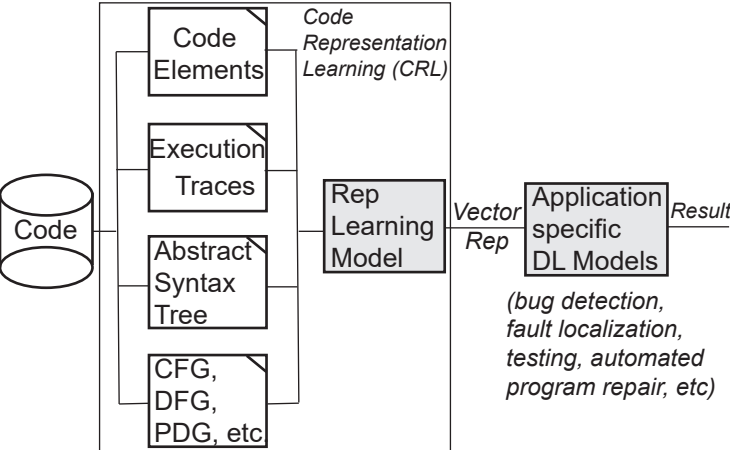 Code
Representation
Learning (CRL)
Code
Elements
Execution
Traces
Abstract
Syntax
Tree
CFG,
DFG,
PDG, etc.
Code
Rep
Learning
Model
Vector
Rep
Application
specific
DL Models
Result
(bug detection,
fault localization,
testing, automated
program repair, etc)